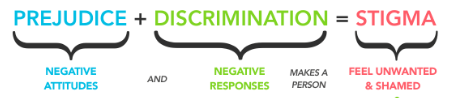 PREJUDICE + DISCRIMINATION = STIGMA
NEGATIVE ATTITUDES
AND
NEGATIVE RESPONSES
MAKES A PERSON
FEEL UNWANTED & SHAMED